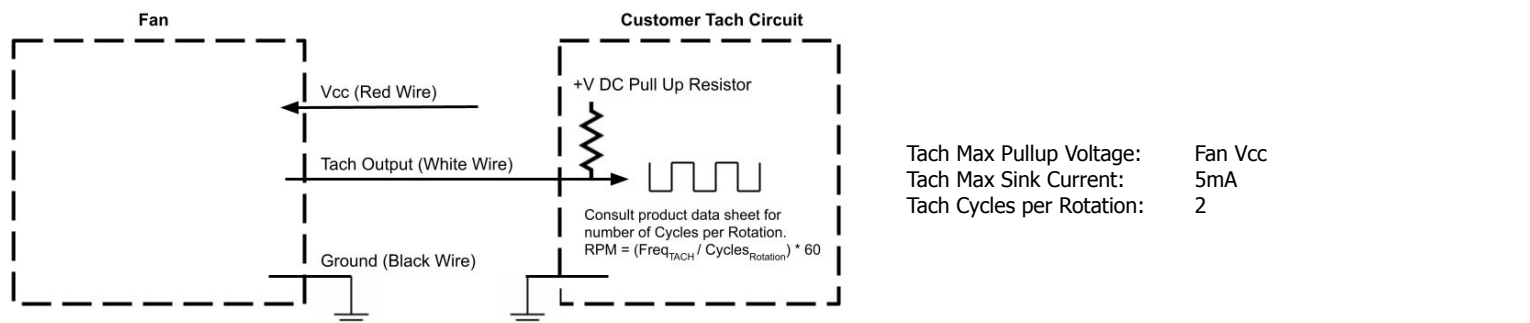 Fan
Customer Tach Circuit
Vcc (Red Wire)
+V DC Pull Up Resistor
Tach Output (White Wire)
Consult product data sheet for
number of Cycles per Rotation.
RPM = (Freq_TACH / Cycles_Rotation) * 60
Ground (Black Wire)
Tach Max Pullup Voltage: Fan Vcc
Tach Max Sink Current: 5mA
Tach Cycles per Rotation: 2